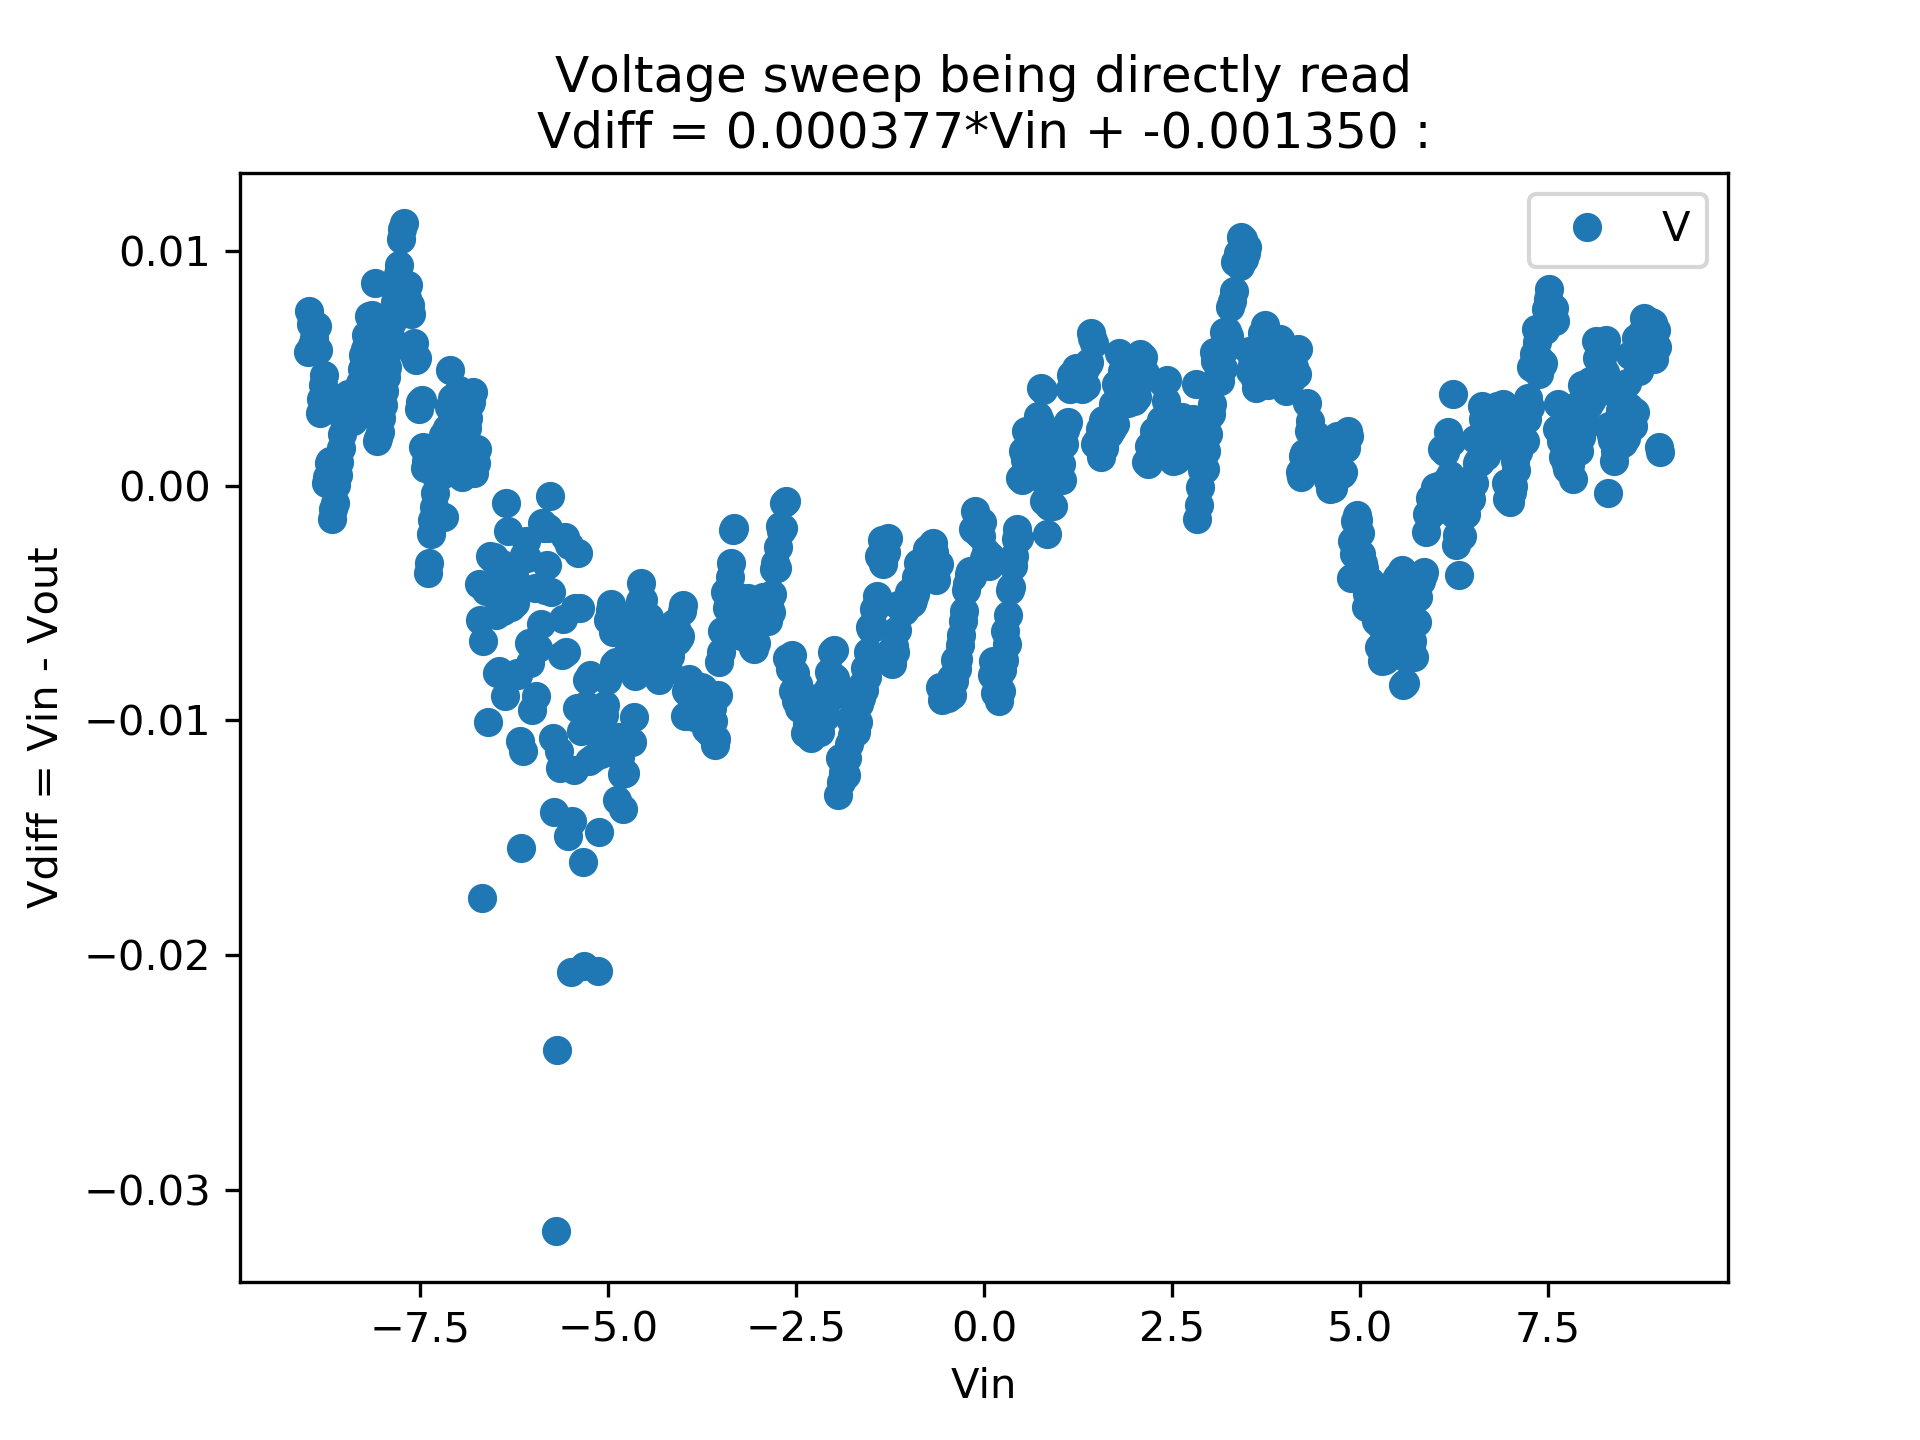 Voltage sweep being directly read
Vdiff = 0.000377*Vin + -0.001350 :
V
0.01
0.00
−0.01
−0.02
−0.03
Vdiff = Vin - Vout
−7.5
−5.0
−2.5
0.0
2.5
5.0
7.5
Vin